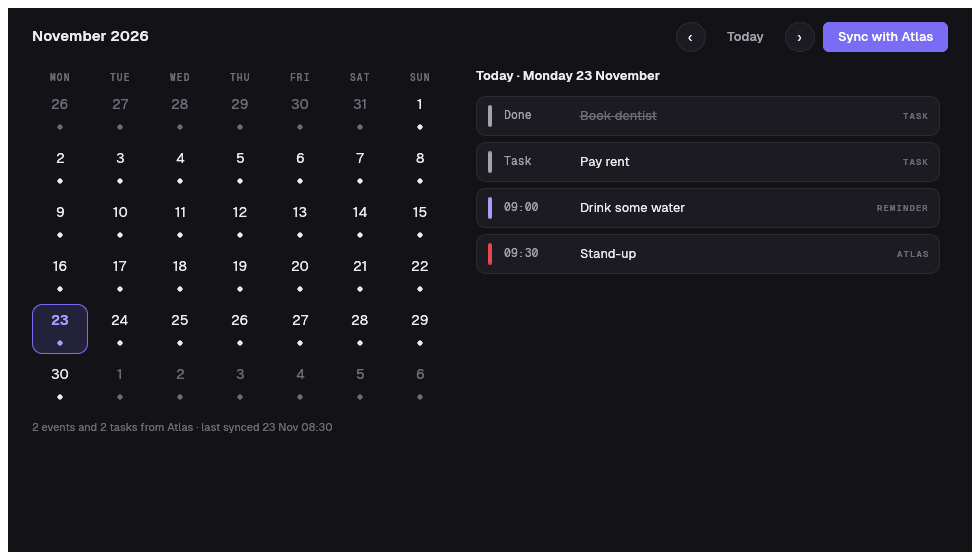 November 2026
‹ Today › Sync with Atlas
MON TUE WED THU FRI SAT SUN
26 27 28 29 30 31 1
2 3 4 5 6 7 8
9 10 11 12 13 14 15
16 17 18 19 20 21 22
23 24 25 26 27 28 29
30 1 2 3 4 5 6
2 events and 2 tasks from Atlas · last synced 23 Nov 08:30
Today · Monday 23 November
Done Book dentist TASK
Task Pay rent TASK
09:00 Drink some water REMINDER
09:30 Stand-up ATLAS